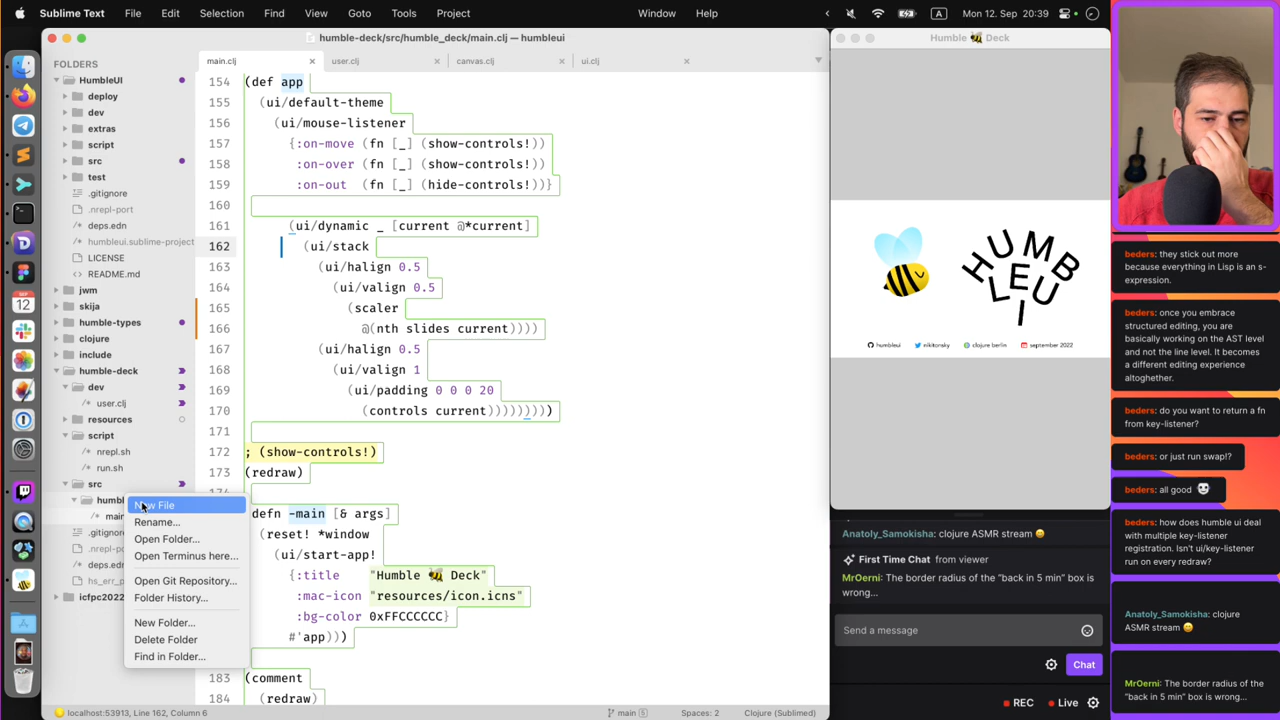 Sublime Text File Edit Selection Find View Goto Tools Project Window Help
A Mon 12. Sep 20:39
humble-deck/src/humble_deck/main.clj — humbleui
FOLDERS
HumbleUI
deploy
dev
extras
script
src
test
.gitignore
.nrepl-port
deps.edn
humbleui.sublime-project
LICENSE
README.md
jwm
skija
humble-types
clojure
include
humble-deck
dev
user.clj
resources
script
nrepl.sh
run.sh
src
humbl
main
.gitignore
.nrepl-po
deps.edn
hs_err_p
icfpc2022
main.clj user.clj canvas.clj ui.clj
154 (def app
155 (ui/default-theme
156 (ui/mouse-listener
157 {:on-move (fn [_] (show-controls!))
158 :on-over (fn [_] (show-controls!))
159 :on-out (fn [_] (hide-controls!))}
160
161 (ui/dynamic _ [current @*current]
162 (ui/stack
163 (ui/halign 0.5
164 (ui/valign 0.5
165 (scaler
166 @(nth slides current))))
167 (ui/halign 0.5
168 (ui/valign 1
169 (ui/padding 0 0 0 20
170 (controls current)))))))))
171
172 ; (show-controls!)
173 (redraw)
defn -main [& args]
(reset! *window
(ui/start-app!
{:title "Humble 🐝 Deck"
:mac-icon "resources/icon.icns"
:bg-color 0xFFCCCCCC}
#'app)))
183 (comment
184 (redraw)
New File
Rename...
Open Folder...
Open Terminus here...
Open Git Repository...
Folder History...
New Folder...
Delete Folder
Find in Folder...
localhost:53913, Line 162, Column 6
main 5 Spaces: 2 Clojure (Sublimed)
Humble 🐝 Deck
HUMBLEUI
humbleui nikitonsky clojure berlin september 2022
Anatoly_Samokisha: clojure ASMR stream 😄
First Time Chat from viewer
MrOerni: The border radius of the "back in 5 min" box is
wrong...
Send a message
Chat
REC Live
beders: they stick out more
because everything in Lisp is an s-
expression.
beders: once you embrace
structured editing, you are
basically working on the AST level
and not the line level. It becomes
a different editing experience
altoghether.
beders: do you want to return a fn
from key-listener?
beders: or just run swap!?
beders: all good
beders: how does humble ui deal
with multiple key-listener
registration. Isn't ui/key-listener
run on every redraw?
Anatoly_Samokisha: clojure
ASMR stream 😄
MrOerni: The border radius of the
"back in 5 min" box is wrong...